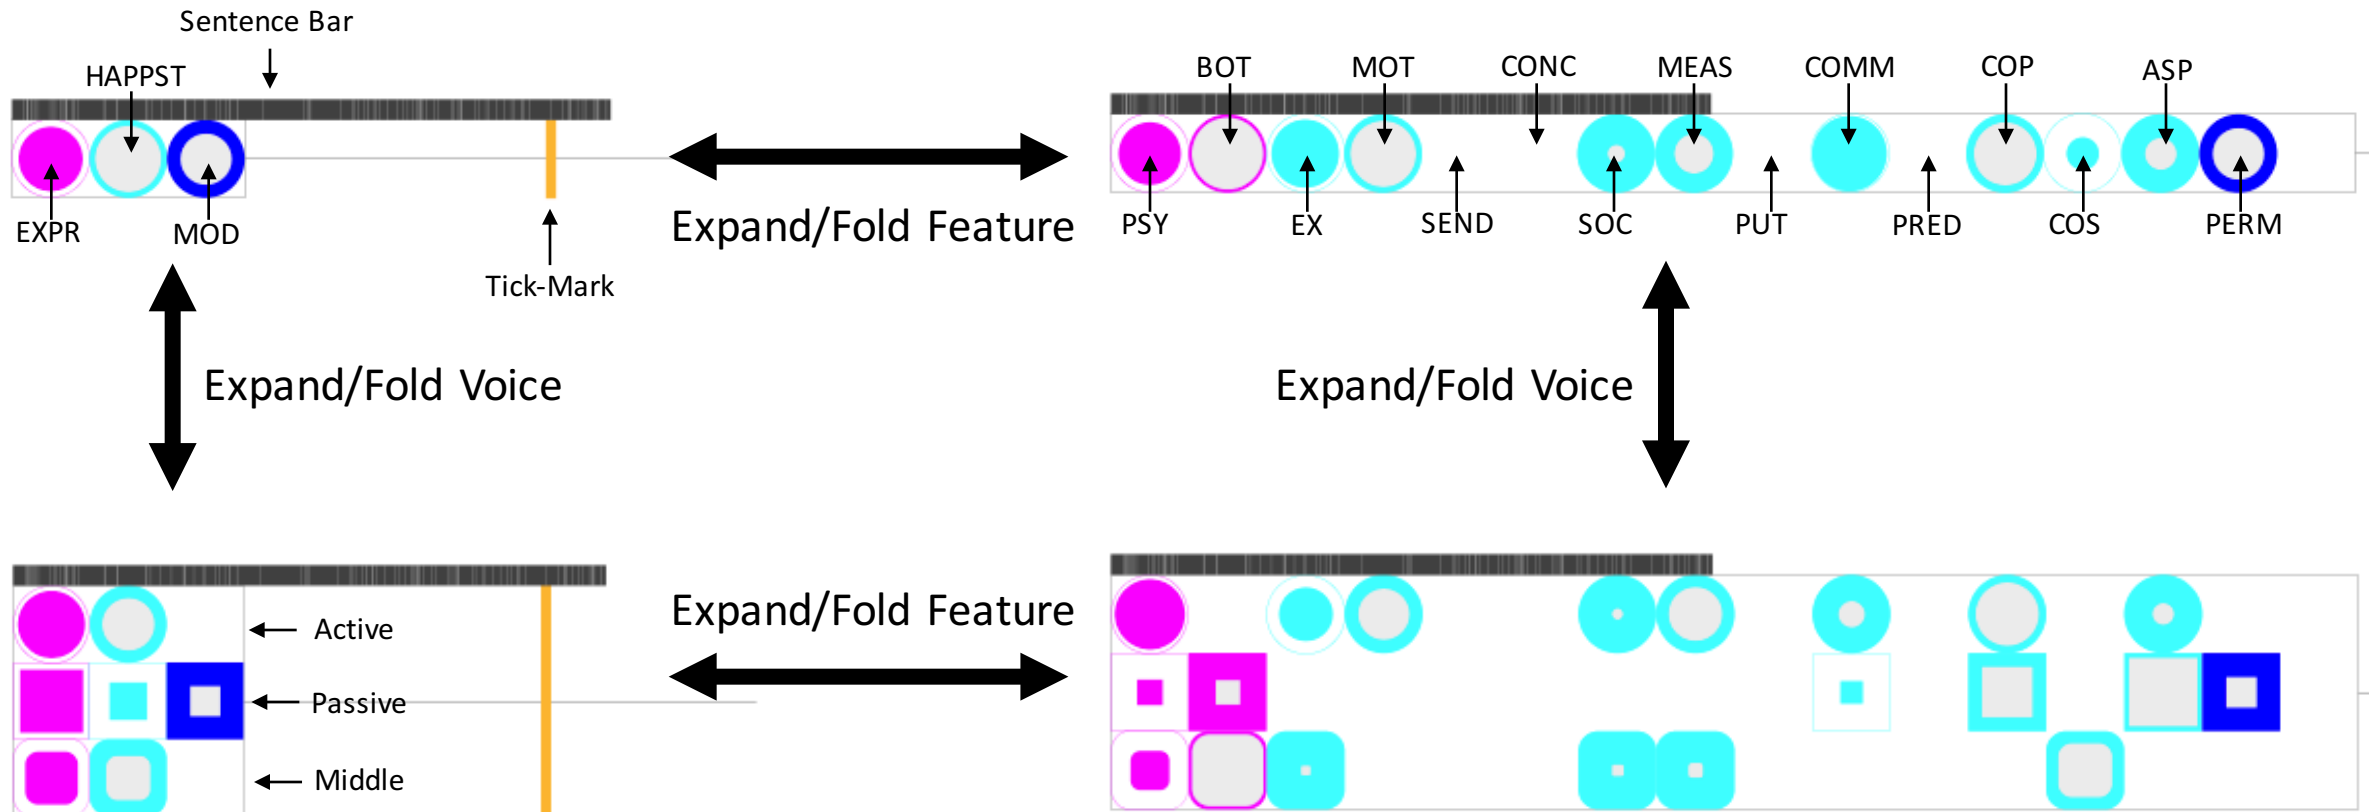 Sentence Bar
HAPPST
EXPR
MOD
Tick-Mark
Expand/Fold Feature
BOT
MOT
CONC
MEAS
COMM
COP
ASP
PSY
EX
SEND
SOC
PUT
PRED
COS
PERM
Expand/Fold Voice
Expand/Fold Voice
Active
Passive
Middle
Expand/Fold Feature